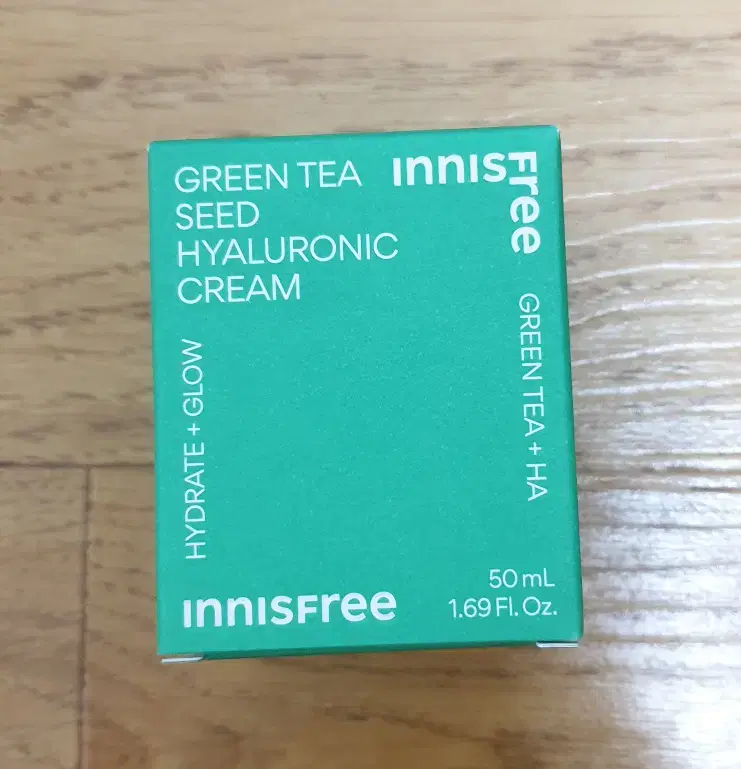 GREEN TEA
SEED
HYALURONIC
CREAM
INNISFree
HYDRATE + GLOW
GREEN TEA + HA
INNISFree
50 mL
1.69 Fl. Oz.